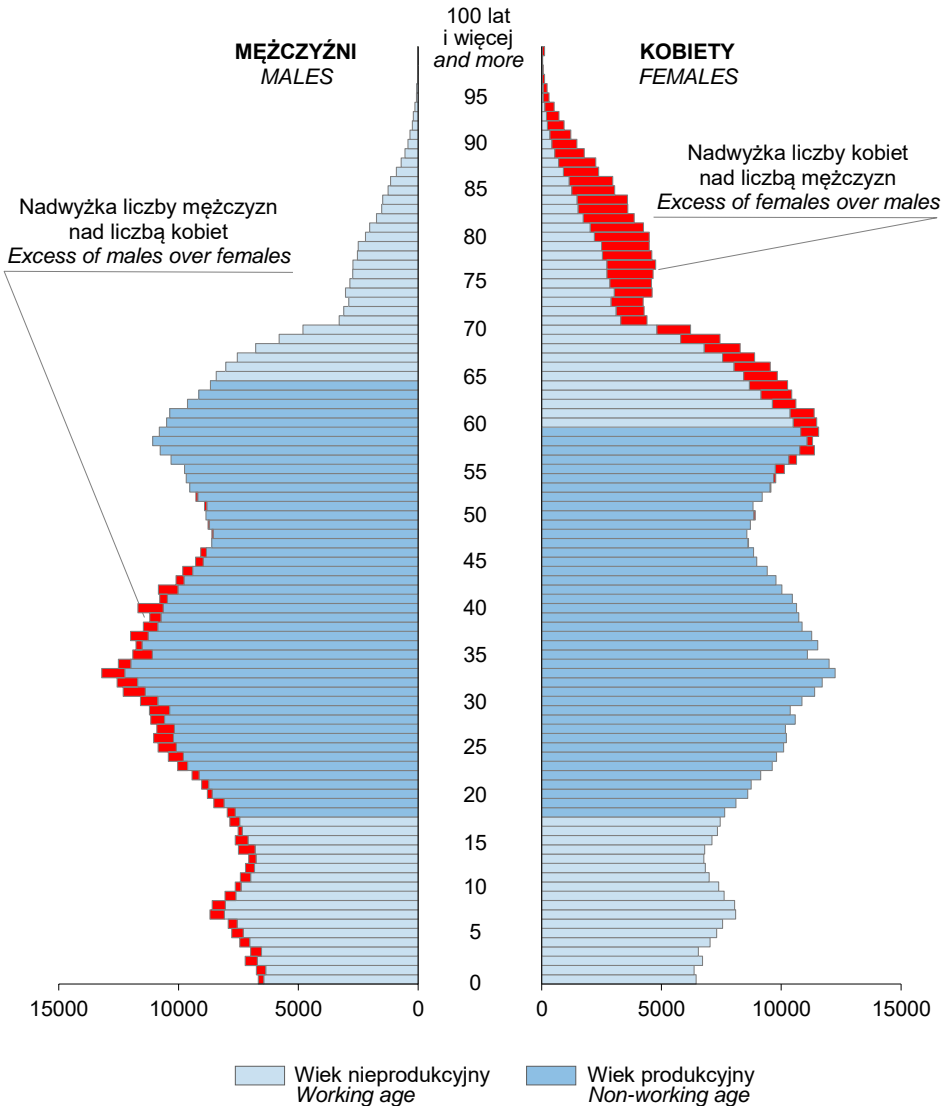 100 lat
i więcej
and more
MĘŻCZYŹNI
MALES
KOBIETY
FEMALES
Nadwyżka liczby mężczyzn
nad liczbą kobiet
Excess of males over females
Nadwyżka liczby kobiet
nad liczbą mężczyzn
Excess of females over males
95
90
85
80
75
70
65
60
55
50
45
40
35
30
25
20
15
10
5
0
15000 10000 5000 0
0 5000 10000 15000
Wiek nieprodukcyjny
Working age
Wiek produkcyjny
Non-working age